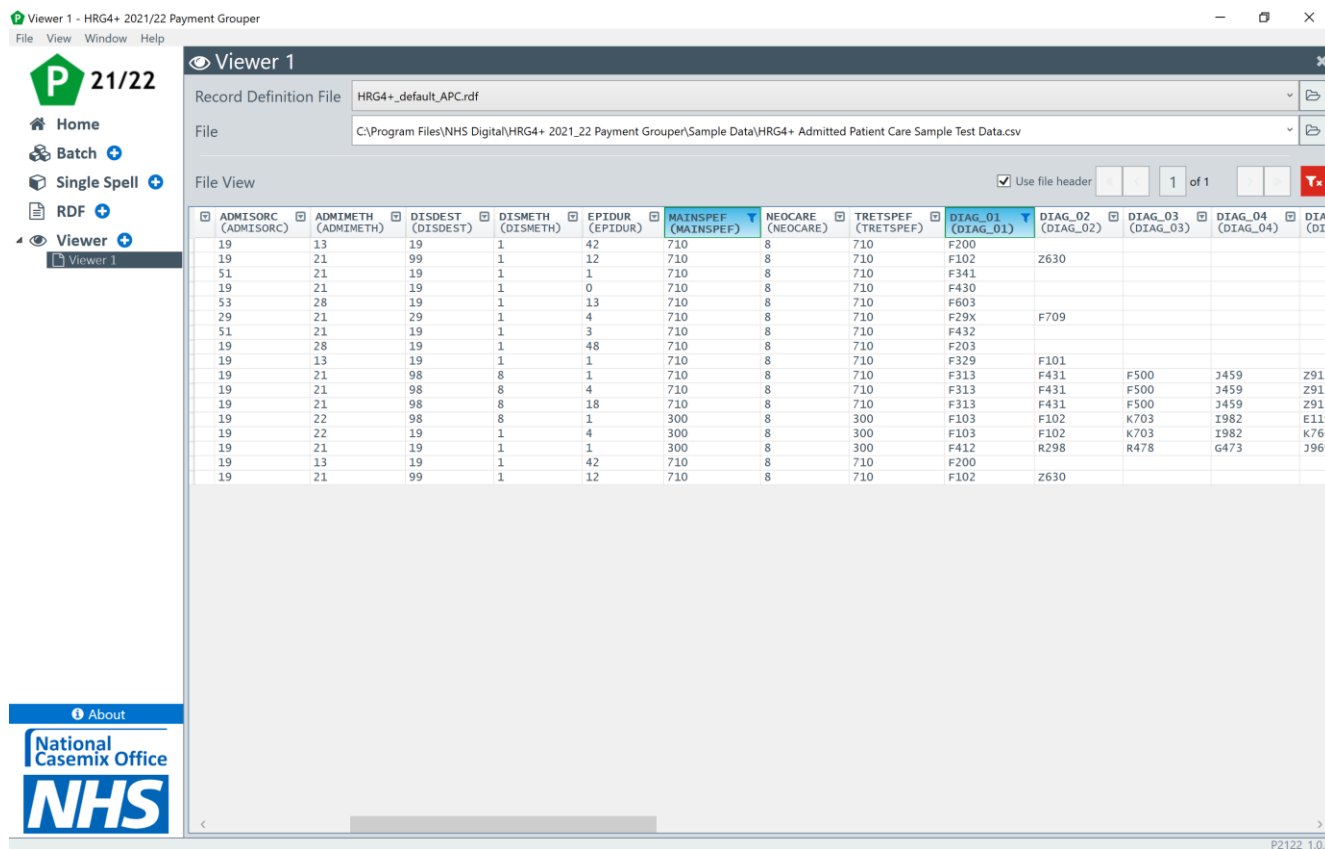 Viewer 1 - HRG4+ 2021/22 Payment Grouper
File View Window Help
P 21/22
Home
Batch
Single Spell
RDF
Viewer
Viewer 1
Viewer 1
Record Definition File HRG4+_default_APC.rdf
File C:\Program Files\NHS Digital\HRG4+ 2021_22 Payment Grouper\Sample Data\HRG4+ Admitted Patient Care Sample Test Data.csv
File View Use file header 1 of 1
ADMISORC ADMIMETH DISDEST DISMETH EPIDUR MAINSPEF NEOCARE TRETSPEF DIAG_01 DIAG_02 DIAG_03 DIAG_04 DIA
(ADMISORC) (ADMIMETH) (DISDEST) (DISMETH) (EPIDUR) (MAINSPEF) (NEOCARE) (TRETSPEF) (DIAG_01) (DIAG_02) (DIAG_03) (DIAG_04) (DI
19 13 19 1 42 710 8 710 F200
19 21 99 1 12 710 8 710 F102 Z630
51 21 19 1 1 710 8 710 F341
19 21 19 1 0 710 8 710 F430
53 28 19 1 13 710 8 710 F603
29 21 29 1 4 710 8 710 F29X F709
51 21 19 1 3 710 8 710 F432
19 28 19 1 48 710 8 710 F203
19 13 19 1 1 710 8 710 F329 F101
19 21 98 8 1 710 8 710 F313 F431 F500 J459 Z91
19 21 98 8 4 710 8 710 F313 F431 F500 J459 Z91
19 21 98 8 18 710 8 710 F313 F431 F500 J459 Z91
19 22 98 8 1 300 8 300 F103 F102 K703 I982 E11
19 22 19 1 4 300 8 300 F103 F102 K703 I982 K76
19 21 19 1 1 300 8 300 F412 R298 R478 G473 J96
19 13 19 1 42 710 8 710 F200
19 21 99 1 12 710 8 710 F102 Z630
About
National
Casemix Office
NHS
P2122_1.0.